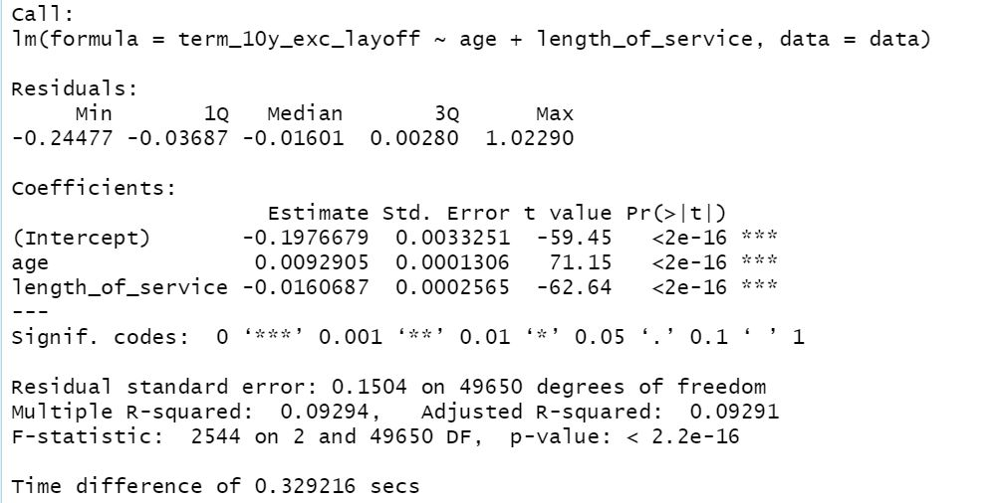 Call:
lm(formula = term_10y_exc_layoff ~ age + length_of_service, data = data)
Residuals:
     Min       1Q   Median       3Q      Max
-0.24477 -0.03687 -0.01601  0.00280  1.02290
Coefficients:
                    Estimate Std. Error t value Pr(>|t|)
(Intercept)       -0.1976679  0.0033251  -59.45   <2e-16 ***
age                0.0092905  0.0001306   71.15   <2e-16 ***
length_of_service -0.0160687  0.0002565  -62.64   <2e-16 ***
---
Signif. codes:  0 ‘***’ 0.001 ‘**’ 0.01 ‘*’ 0.05 ‘.’ 0.1 ‘ ’ 1
Residual standard error: 0.1504 on 49650 degrees of freedom
Multiple R-squared:  0.09294,   Adjusted R-squared:  0.09291
F-statistic:  2544 on 2 and 49650 DF,  p-value: < 2.2e-16
Time difference of 0.329216 secs